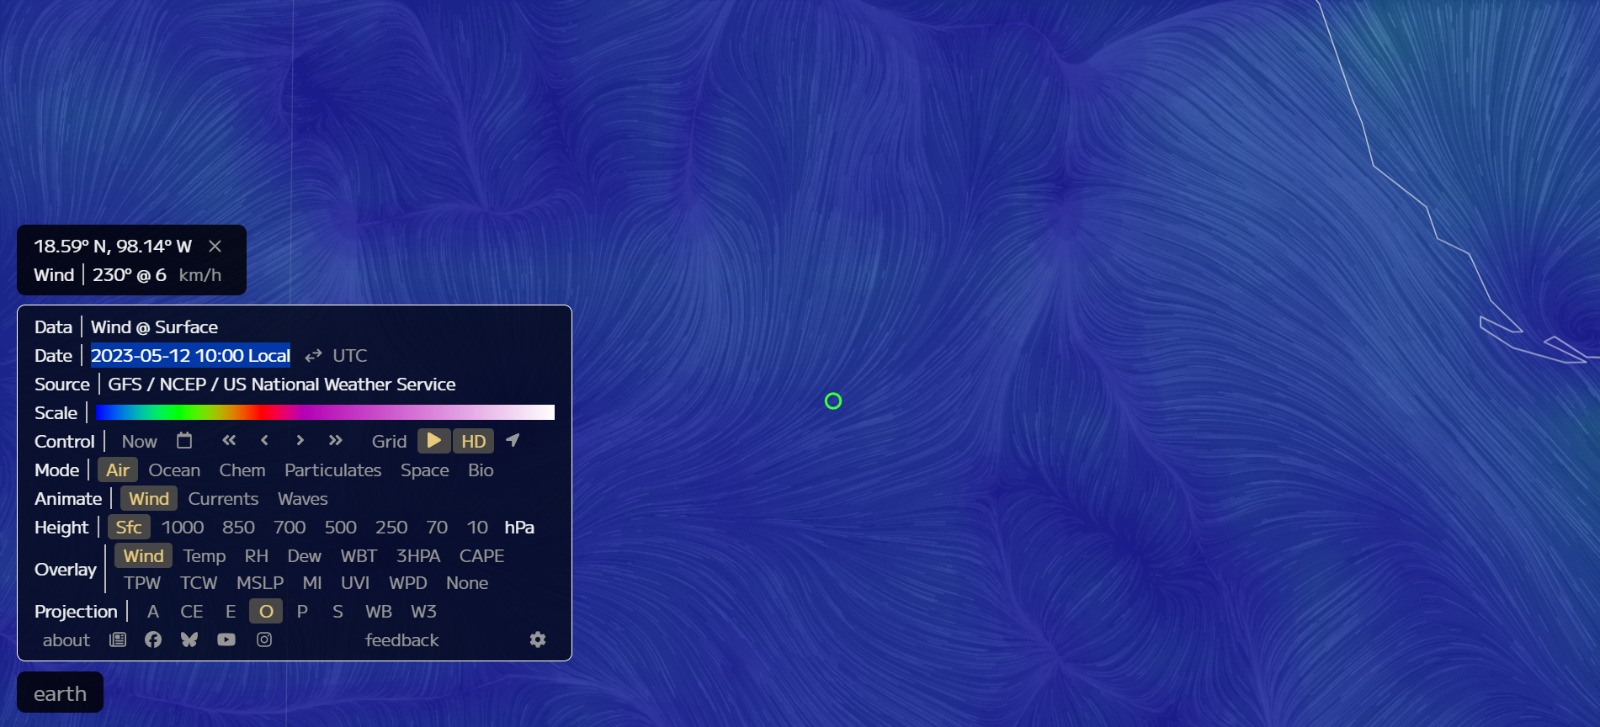 18.59° N, 98.14° W ×
Wind | 230° @ 6 km/h
Data | Wind @ Surface
Date | 2023-05-12 10:00 Local ⇄ UTC
Source | GFS / NCEP / US National Weather Service
Scale |
Control | Now « ‹ › » Grid HD
Mode | Air Ocean Chem Particulates Space Bio
Animate | Wind Currents Waves
Height | Sfc 1000 850 700 500 250 70 10 hPa
Overlay | Wind Temp RH Dew WBT 3HPA CAPE
TPW TCW MSLP MI UVI WPD None
Projection | A CE E O P S WB W3
about feedback
earth